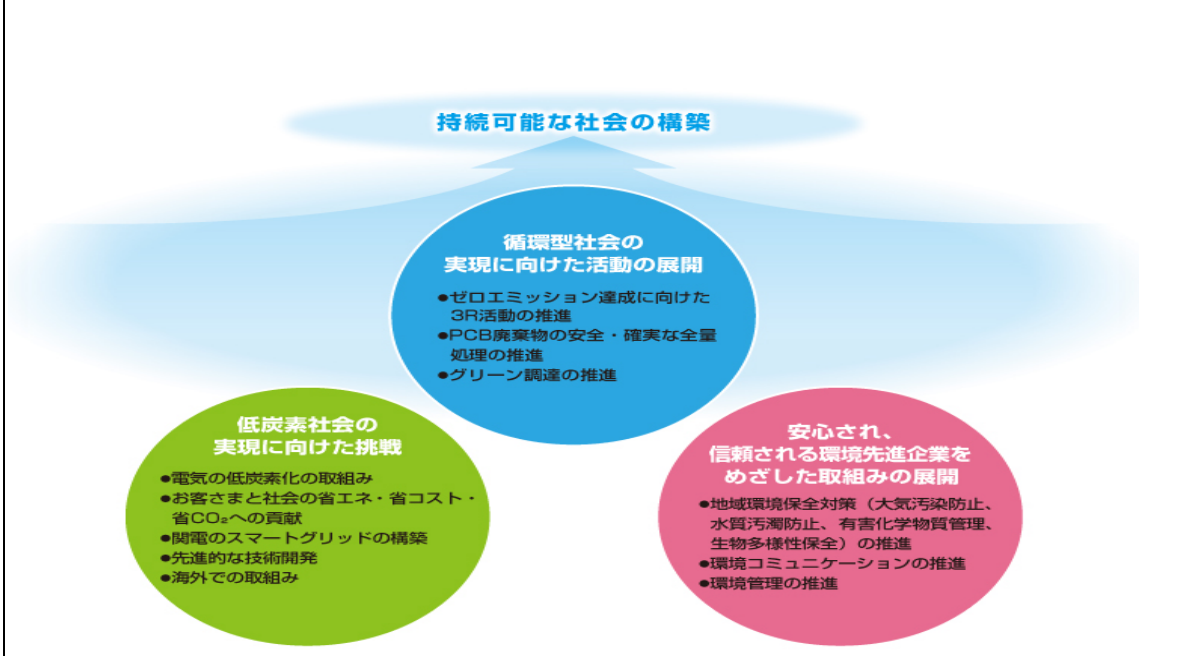 持続可能な社会の構築
循環型社会の
実現に向けた活動の展開
●ゼロエミッション達成に向けた
3R活動の推進
●PCB廃棄物の安全・確実な全量
処理の推進
●グリーン調達の推進
低炭素社会の
実現に向けた挑戦
●電気の低炭素化の取組み
●お客さまと社会の省エネ・省コスト・
省CO₂への貢献
●関電のスマートグリッドの構築
●先進的な技術開発
●海外での取組み
安心され、
信頼される環境先進企業を
めざした取組みの展開
●地域環境保全対策（大気汚染防止、
水質汚濁防止、有害化学物質管理、
生物多様性保全）の推進
●環境コミュニケーションの推進
●環境管理の推進